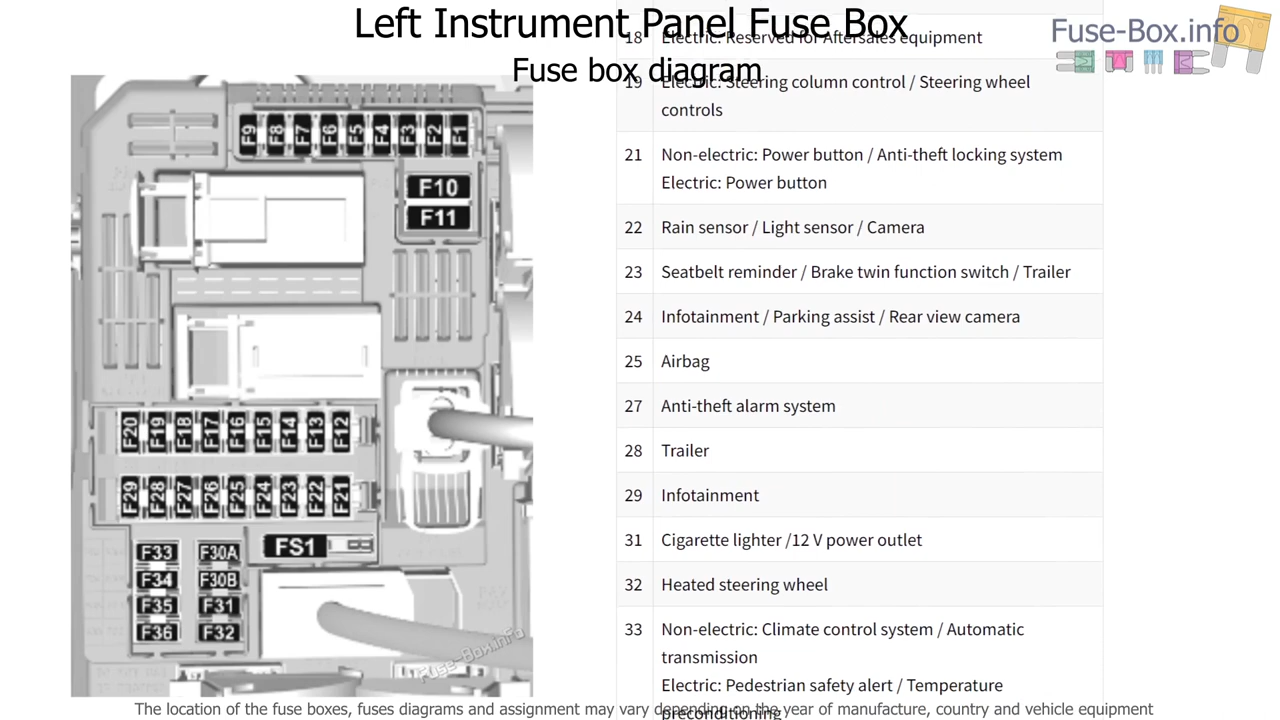 Left Instrument Panel Fuse Box
Fuse box diagram
Fuse-Box.info
F9 F8 F7 F6 F5 F4 F3 F2 F1
F10
F11
F20 F19 F18 F17 F16 F15 F14 F13 F12
F29 F28 F27 F26 F25 F24 F23 F22 F21
FS1
F33 F30A
F34 F30B
F35 F31
F36 F32
Fuse-Box.info
18 Electric: Reserved for Aftersales equipment
19 Electric: Steering column control / Steering wheel
controls
21 Non-electric: Power button / Anti-theft locking system
Electric: Power button
22 Rain sensor / Light sensor / Camera
23 Seatbelt reminder / Brake twin function switch / Trailer
24 Infotainment / Parking assist / Rear view camera
25 Airbag
27 Anti-theft alarm system
28 Trailer
29 Infotainment
31 Cigarette lighter /12 V power outlet
32 Heated steering wheel
33 Non-electric: Climate control system / Automatic
transmission
Electric: Pedestrian safety alert / Temperature
preconditioning
The location of the fuse boxes, fuses diagrams and assignment may vary depending on the year of manufacture, country and vehicle equipment